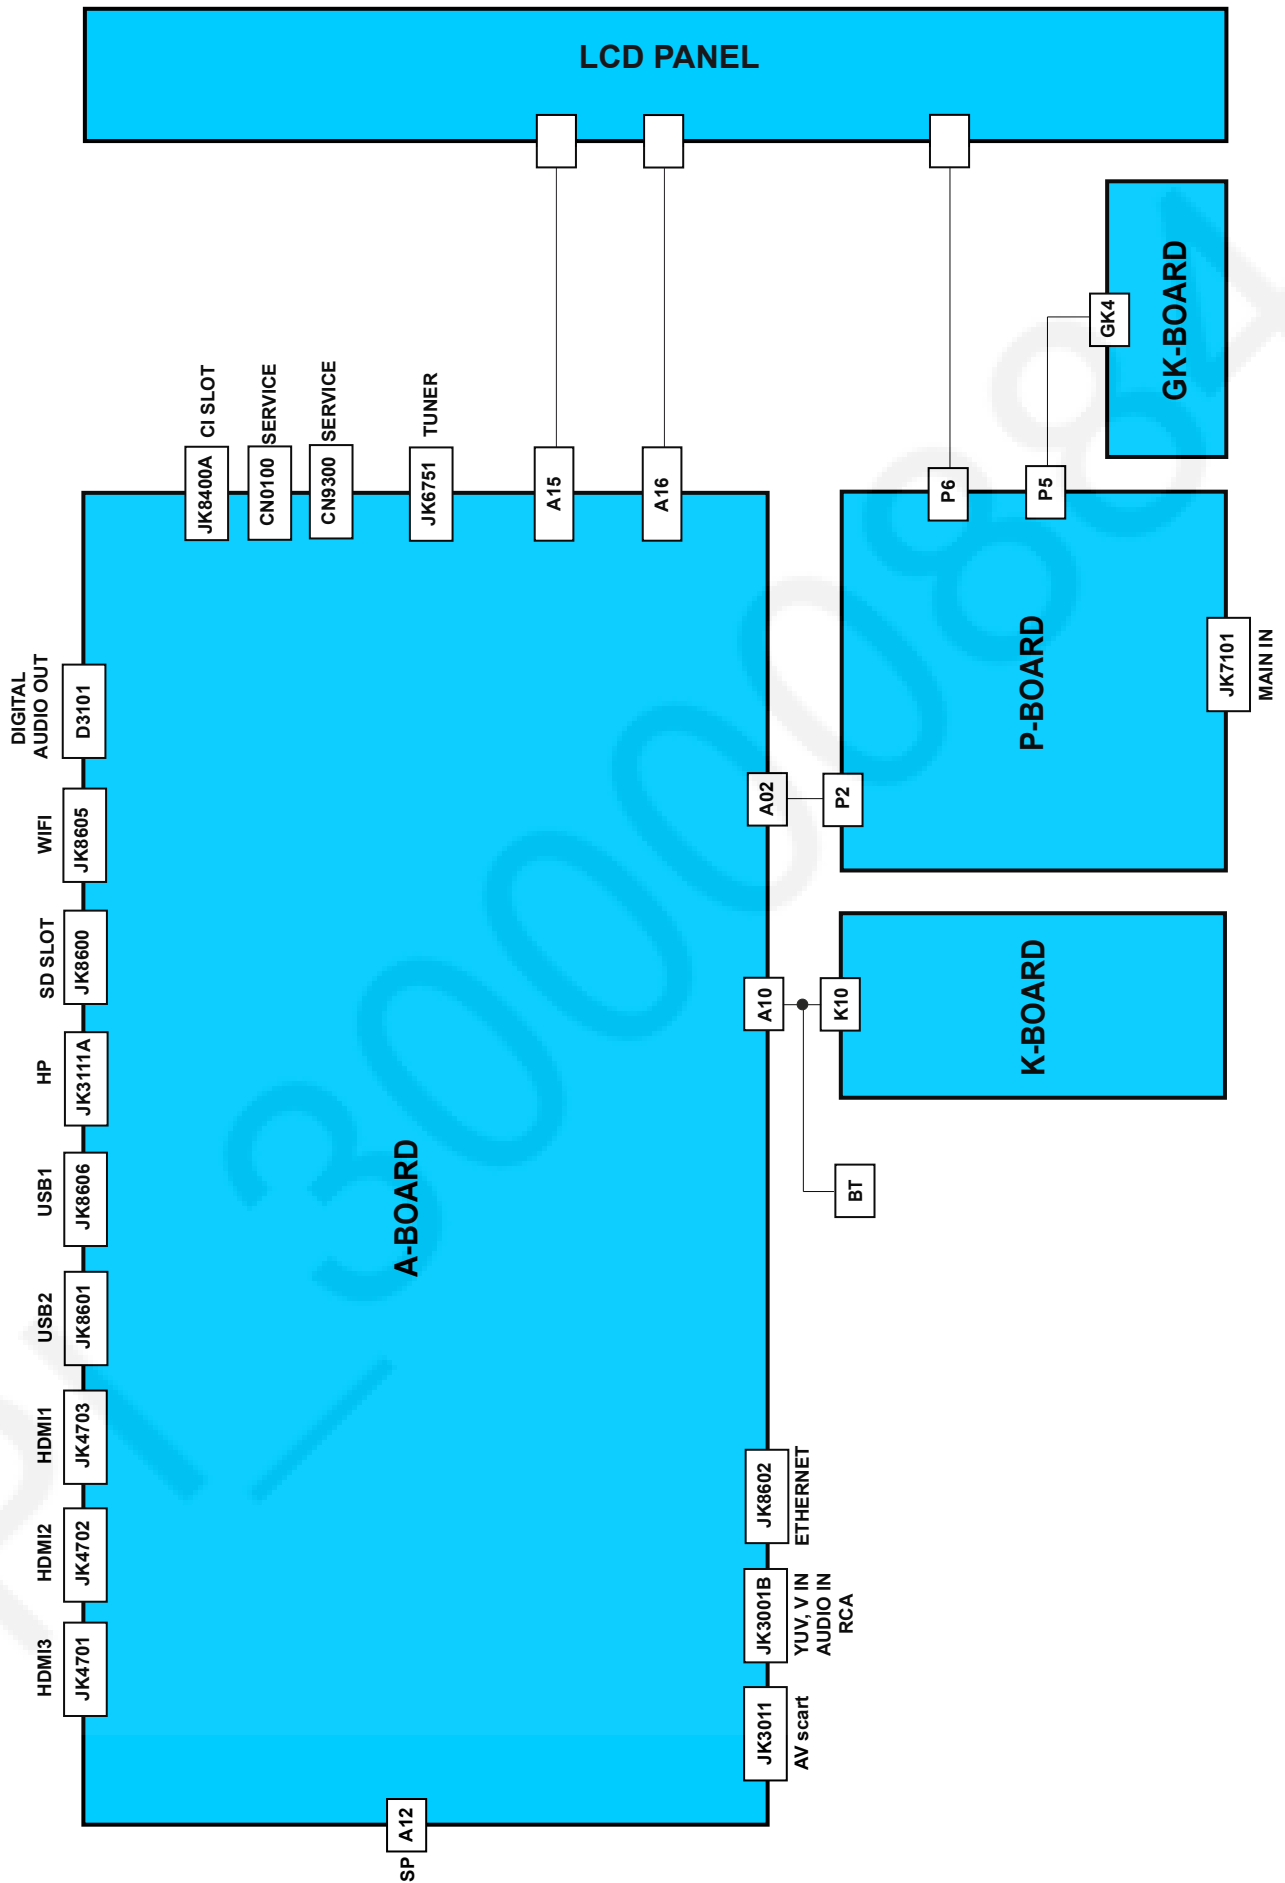 LCD PANEL
GK-BOARD
GK4
CI SLOT
JK8400A
SERVICE
CN0100
SERVICE
CN9300
TUNER
JK6751
A15
A16
P6
P5
DIGITAL
AUDIO OUT
D3101
WIFI
JK8605
SD SLOT
JK8600
HP
JK3111A
USB1
JK8606
USB2
JK8601
HDMI1
JK4703
HDMI2
JK4702
HDMI3
JK4701
A-BOARD
A02
P2
P-BOARD
JK7101
MAIN IN
A10
K10
K-BOARD
BT
JK8602
ETHERNET
JK3001B
YUV, V IN
AUDIO IN
RCA
JK3011
AV scart
SP
A12